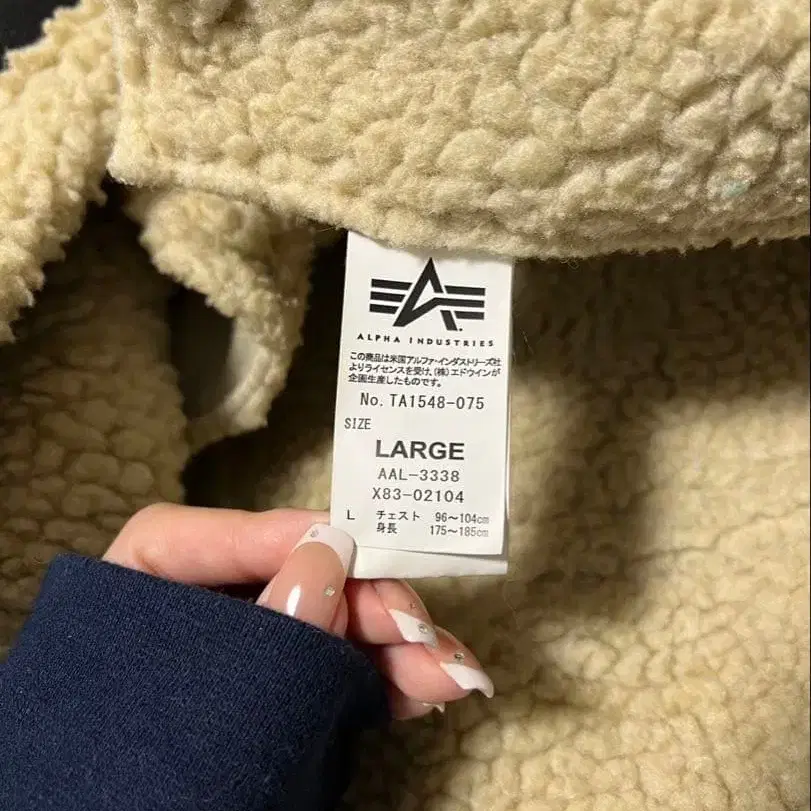 ALPHA INDUSTRIES
この商品は米国アルファ・インダストリーズ社
よりライセンスを受け、(株)エドウインが
企画生産したものです。
No. TA1548-075
SIZE
LARGE
AAL-3338
X83-02104
L チェスト 96～104cm
身長 175～185cm